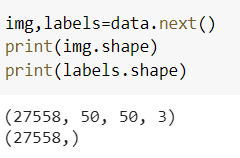 img,labels=data.next()
print(img.shape)
print(labels.shape)
(27558, 50, 50, 3)
(27558,)